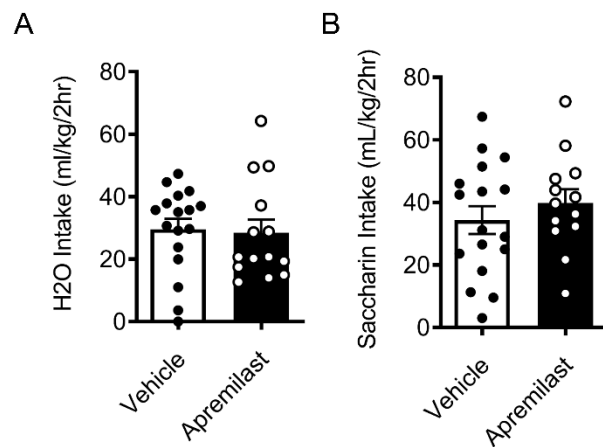 A
H2O Intake (ml/kg/2hr)
80
60
40
20
0
Vehicle
Apremilast
B
Saccharin Intake (mL/kg/2hr)
80
60
40
20
0
Vehicle
Apremilast